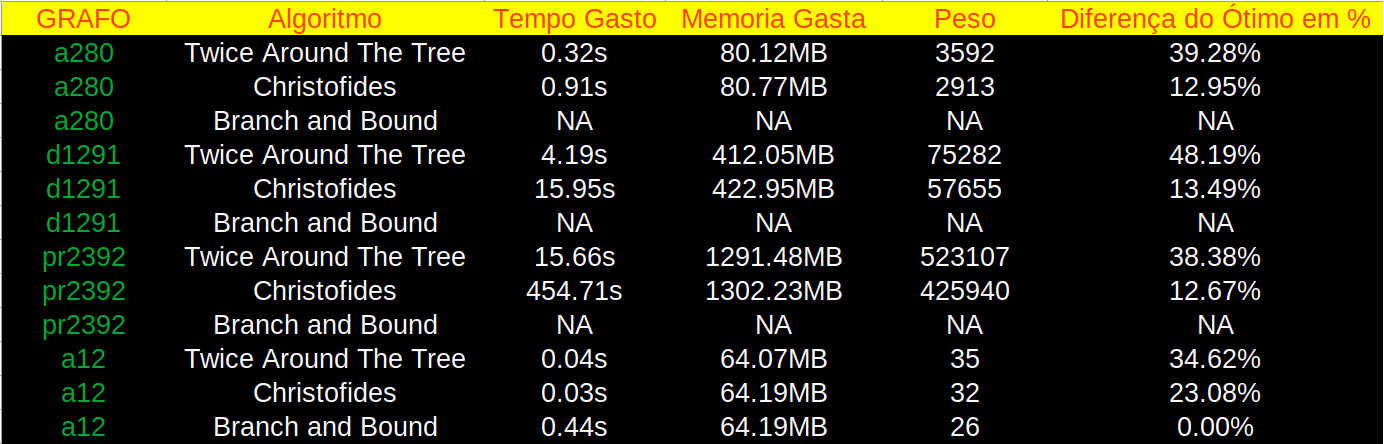 GRAFO Algoritmo Tempo Gasto Memoria Gasta Peso Diferença do Ótimo em %
a280 Twice Around The Tree 0.32s 80.12MB 3592 39.28%
a280 Christofides 0.91s 80.77MB 2913 12.95%
a280 Branch and Bound NA NA NA NA
d1291 Twice Around The Tree 4.19s 412.05MB 75282 48.19%
d1291 Christofides 15.95s 422.95MB 57655 13.49%
d1291 Branch and Bound NA NA NA NA
pr2392 Twice Around The Tree 15.66s 1291.48MB 523107 38.38%
pr2392 Christofides 454.71s 1302.23MB 425940 12.67%
pr2392 Branch and Bound NA NA NA NA
a12 Twice Around The Tree 0.04s 64.07MB 35 34.62%
a12 Christofides 0.03s 64.19MB 32 23.08%
a12 Branch and Bound 0.44s 64.19MB 26 0.00%